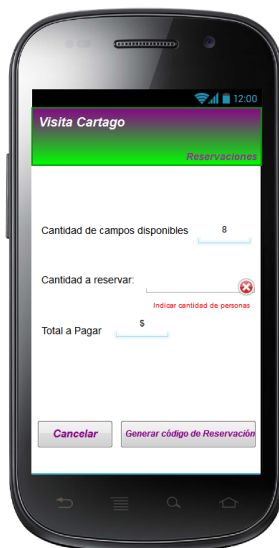 12:00
Visita Cartago
Reservaciones
Cantidad de campos disponibles 8
Cantidad a reservar:
Indicar cantidad de personas
Total a Pagar $
Cancelar Generar código de Reservación